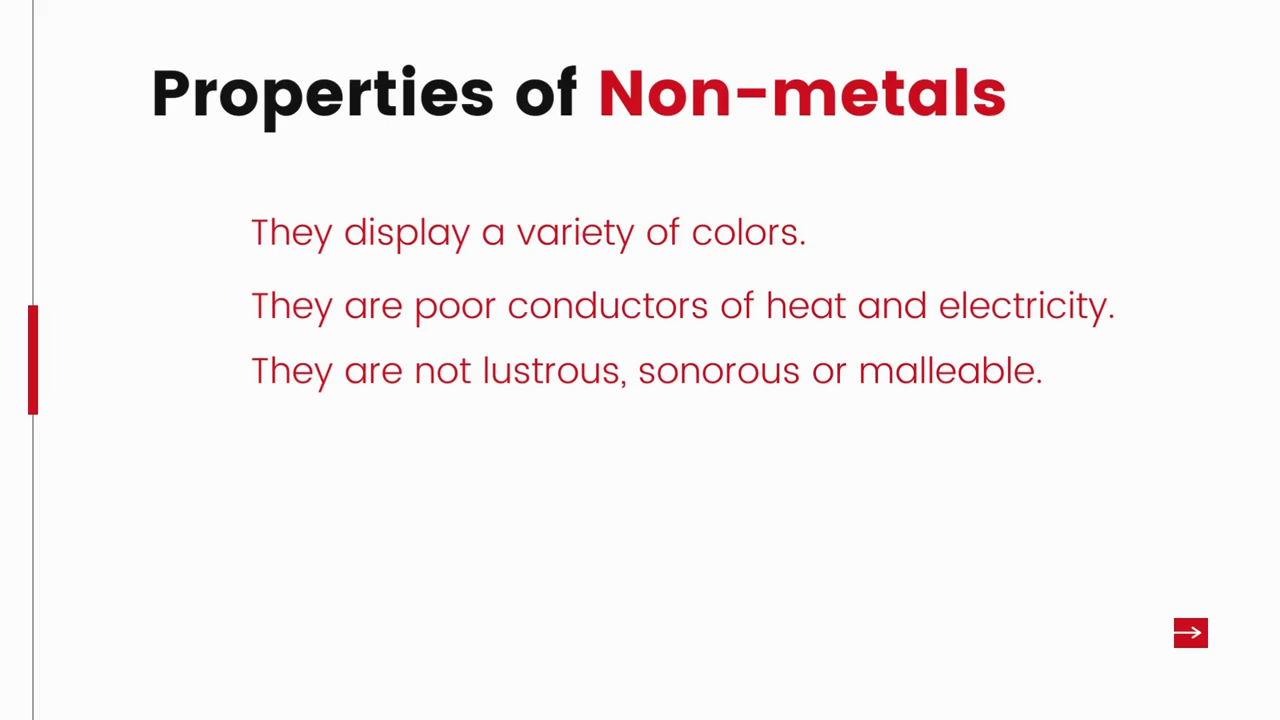 Properties of Non-metals
They display a variety of colors.
They are poor conductors of heat and electricity.
They are not lustrous, sonorous or malleable.